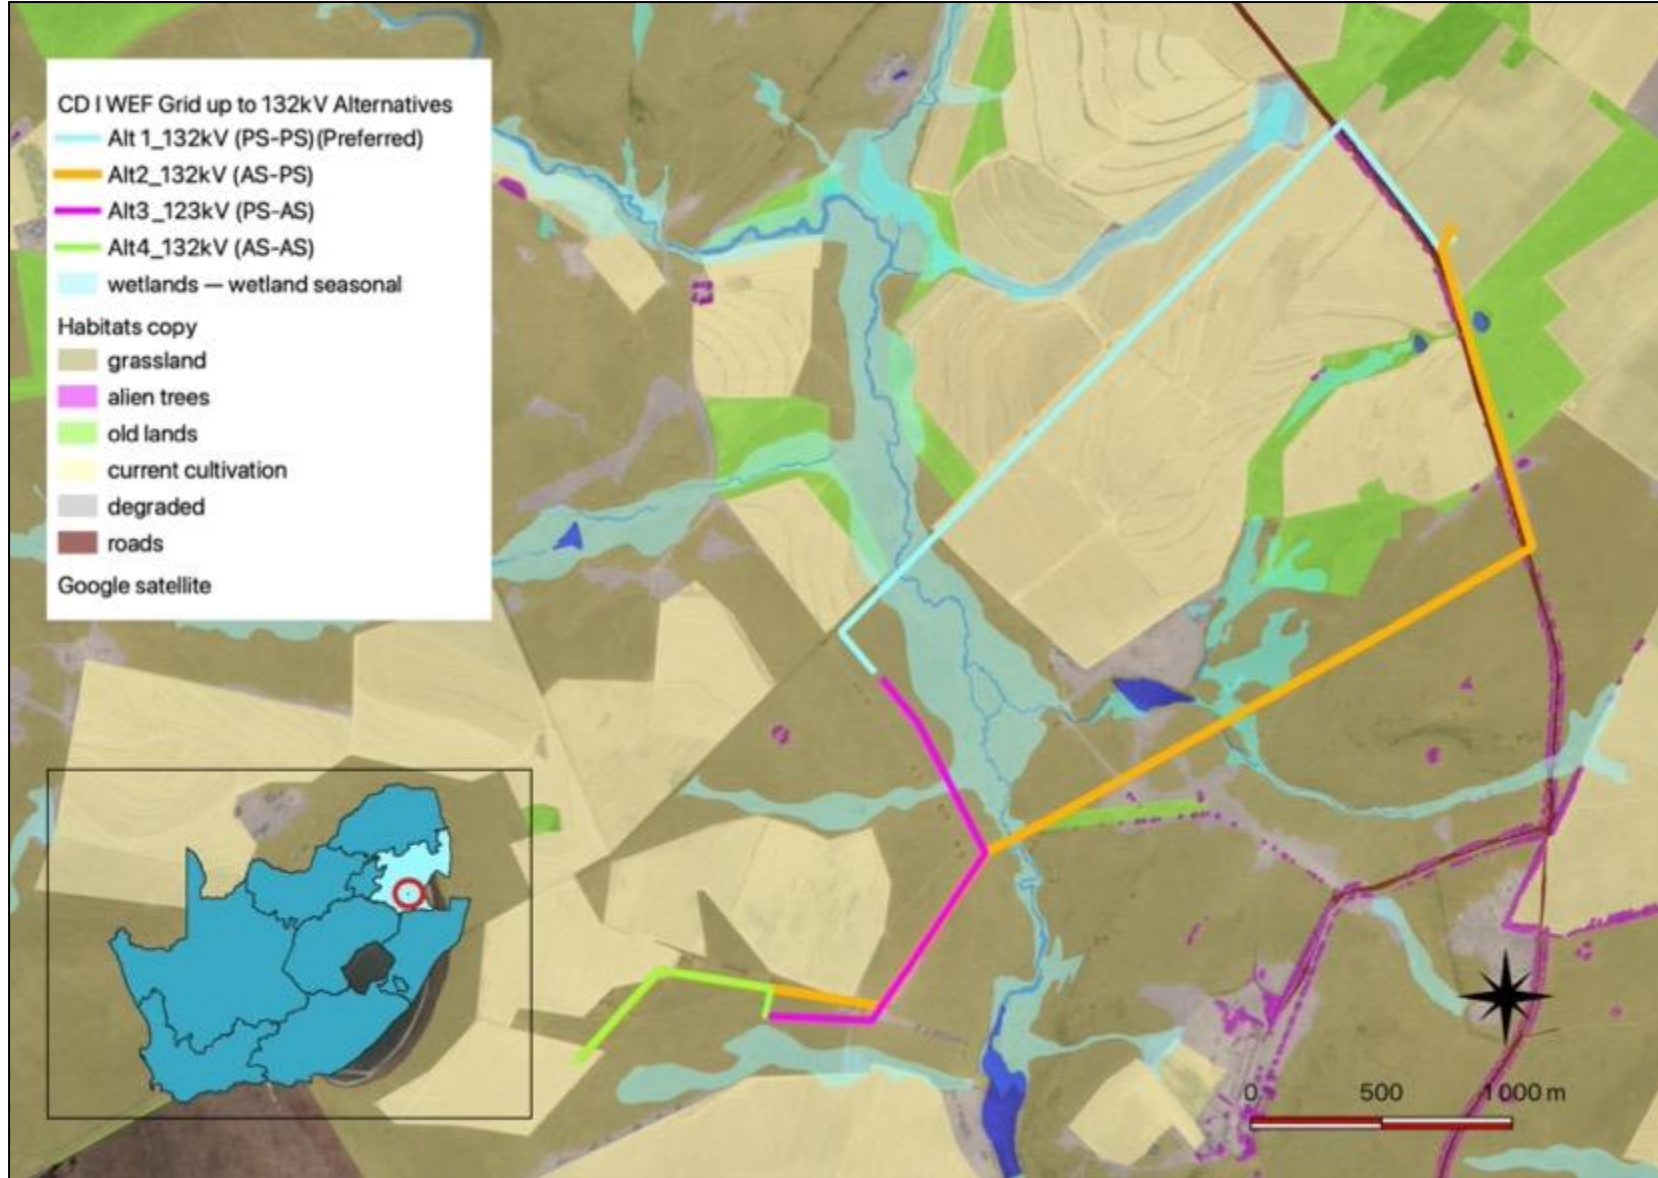 CD I WEF Grid up to 132kV Alternatives
Alt 1_132kV (PS-PS)(Preferred)
Alt2_132kV (AS-PS)
Alt3_123kV (PS-AS)
Alt4_132kV (AS-AS)
wetlands — wetland seasonal
Habitats copy
grassland
alien trees
old lands
current cultivation
degraded
roads
Google satellite
0 500 1000 m